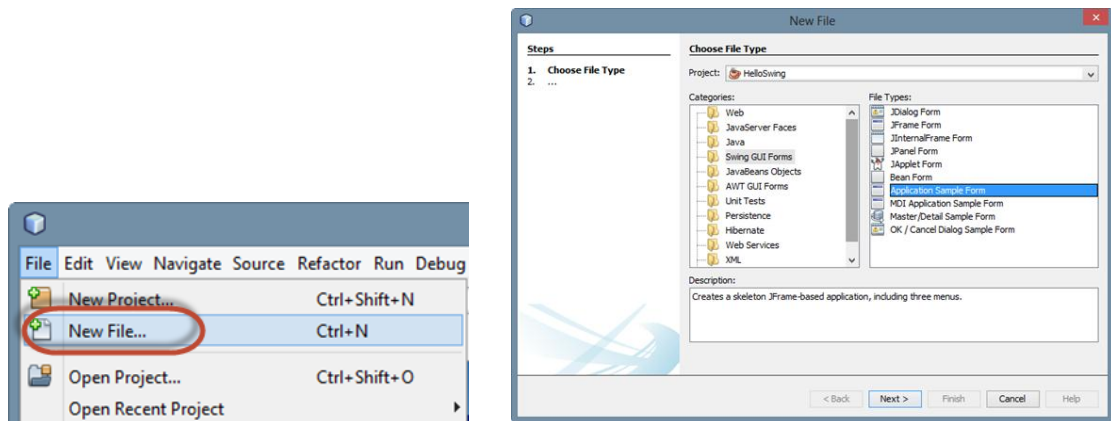 File Edit View Navigate Source Refactor Run Debug
New Project... Ctrl+Shift+N
New File... Ctrl+N
Open Project... Ctrl+Shift+O
Open Recent Project
New File
Steps
1. Choose File Type
2. ...
Choose File Type
Project: HelloSwing
Categories:
Web
JavaServer Faces
Java
Swing GUI Forms
JavaBeans Objects
AWT GUI Forms
Unit Tests
Persistence
Hibernate
Web Services
XML
File Types:
JDialog Form
JFrame Form
JInternalFrame Form
JPanel Form
JApplet Form
Bean Form
Application Sample Form
MDI Application Sample Form
Master/Detail Sample Form
OK / Cancel Dialog Sample Form
Description:
Creates a skeleton JFrame-based application, including three menus.
< Back Next > Finish Cancel Help